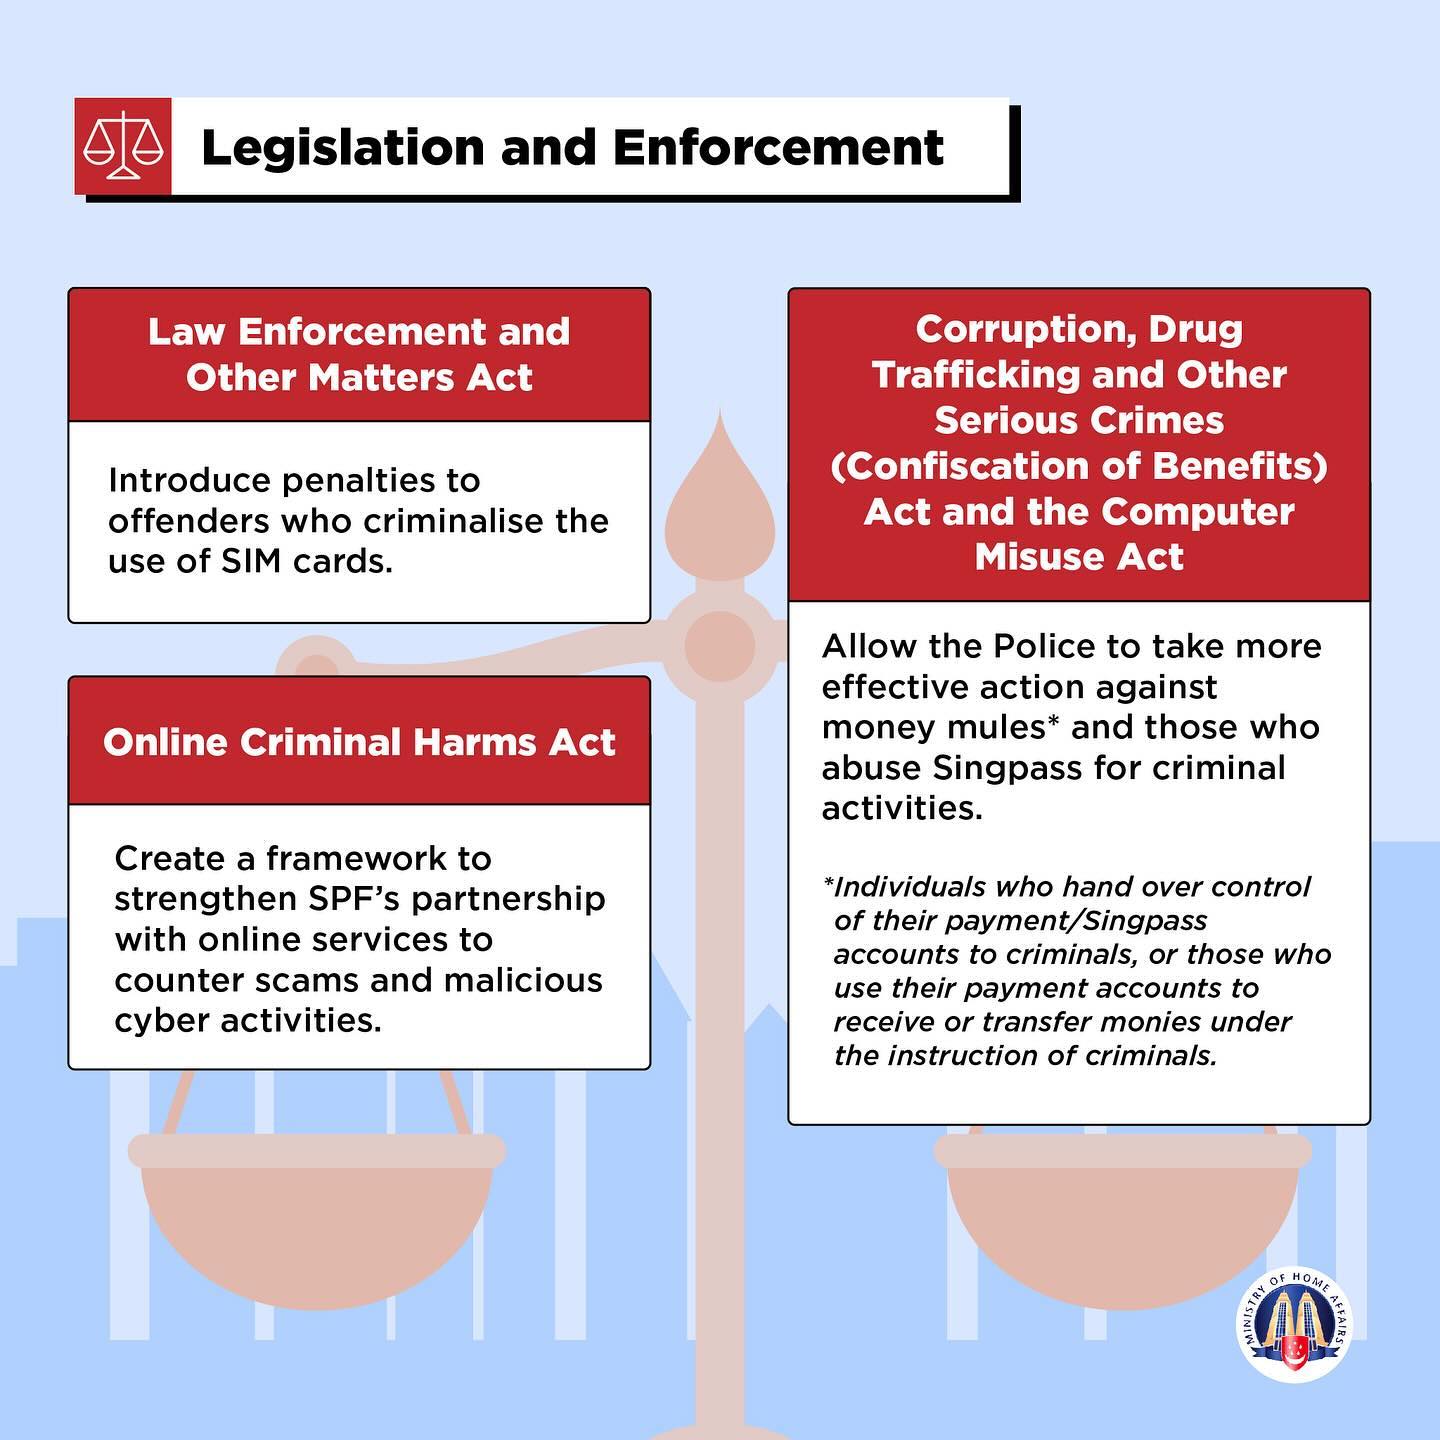 Legislation and Enforcement
Law Enforcement and
Other Matters Act
Introduce penalties to
offenders who criminalise the
use of SIM cards.
Online Criminal Harms Act
Create a framework to
strengthen SPF's partnership
with online services to
counter scams and malicious
cyber activities.
Corruption, Drug
Trafficking and Other
Serious Crimes
(Confiscation of Benefits)
Act and the Computer
Misuse Act
Allow the Police to take more
effective action against
money mules* and those who
abuse Singpass for criminal
activities.
*Individuals who hand over control
of their payment/Singpass
accounts to criminals, or those who
use their payment accounts to
receive or transfer monies under
the instruction of criminals.
MINISTRY OF HOME AFFAIRS